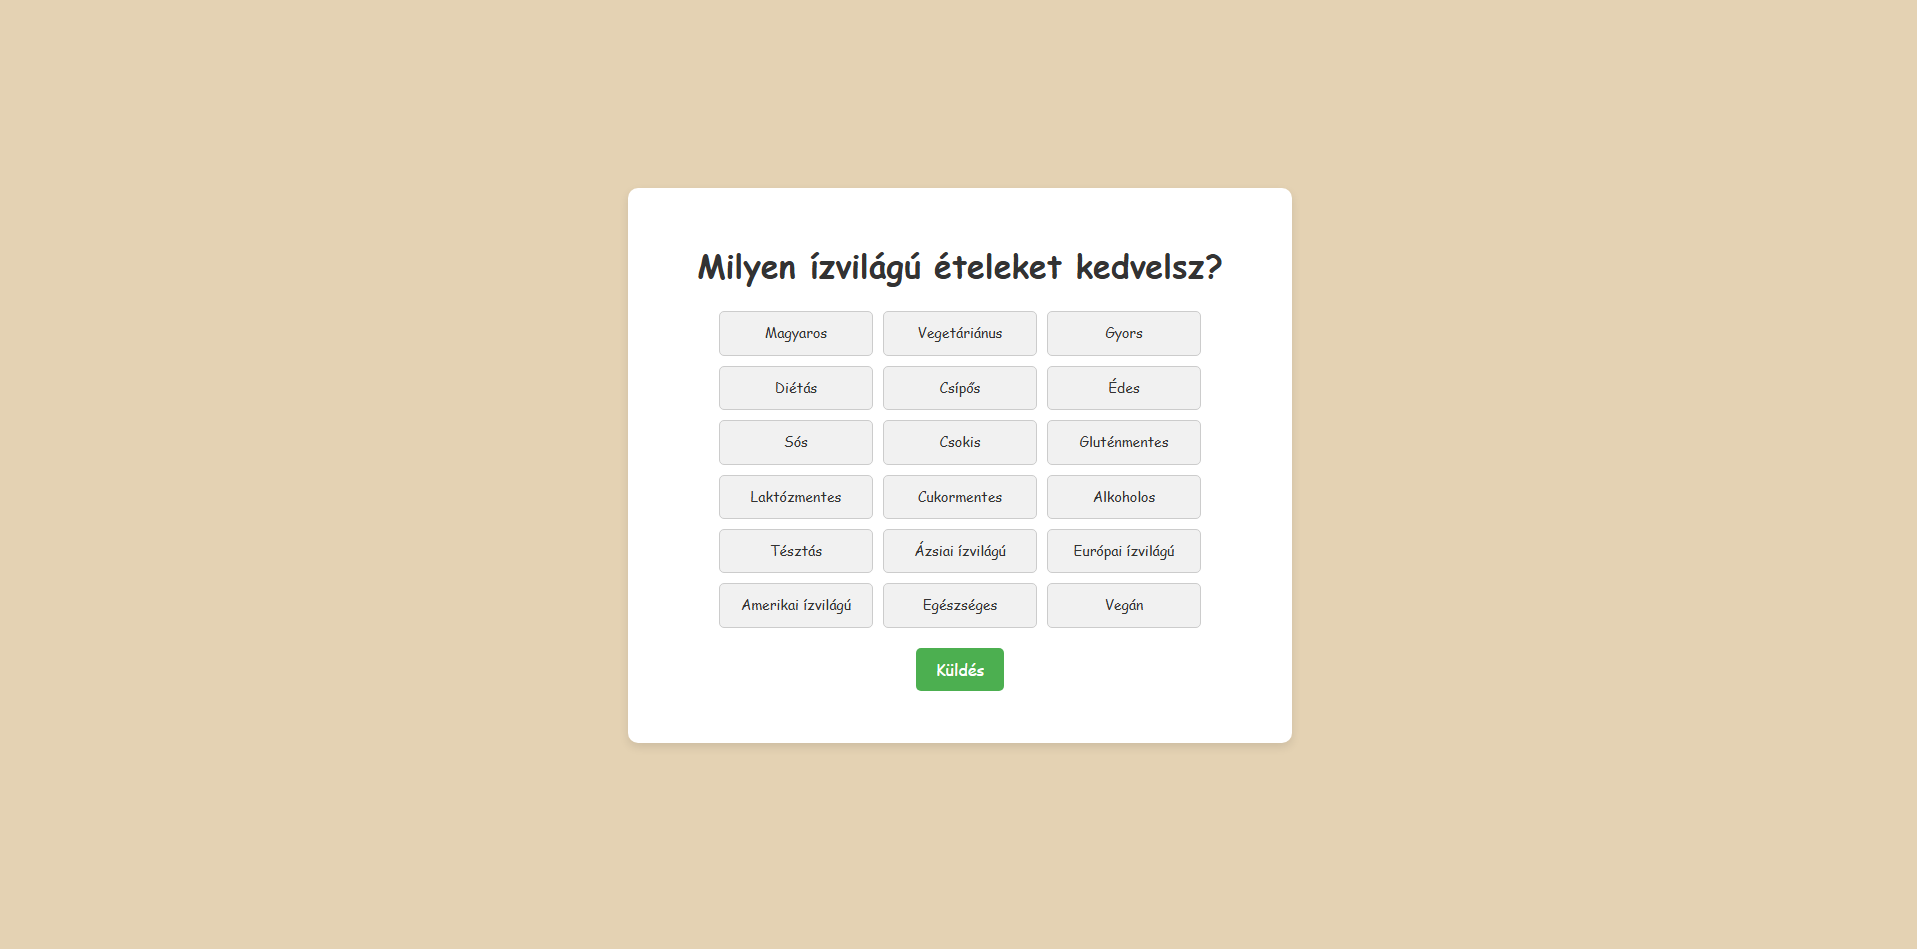 Milyen ízvilágú ételeket kedvelsz?
Magyaros Vegetáriánus Gyors
Diétás Csípős Édes
Sós Csokis Gluténmentes
Laktózmentes Cukormentes Alkoholos
Tésztás Ázsiai ízvilágú Európai ízvilágú
Amerikai ízvilágú Egészséges Vegán
Küldés